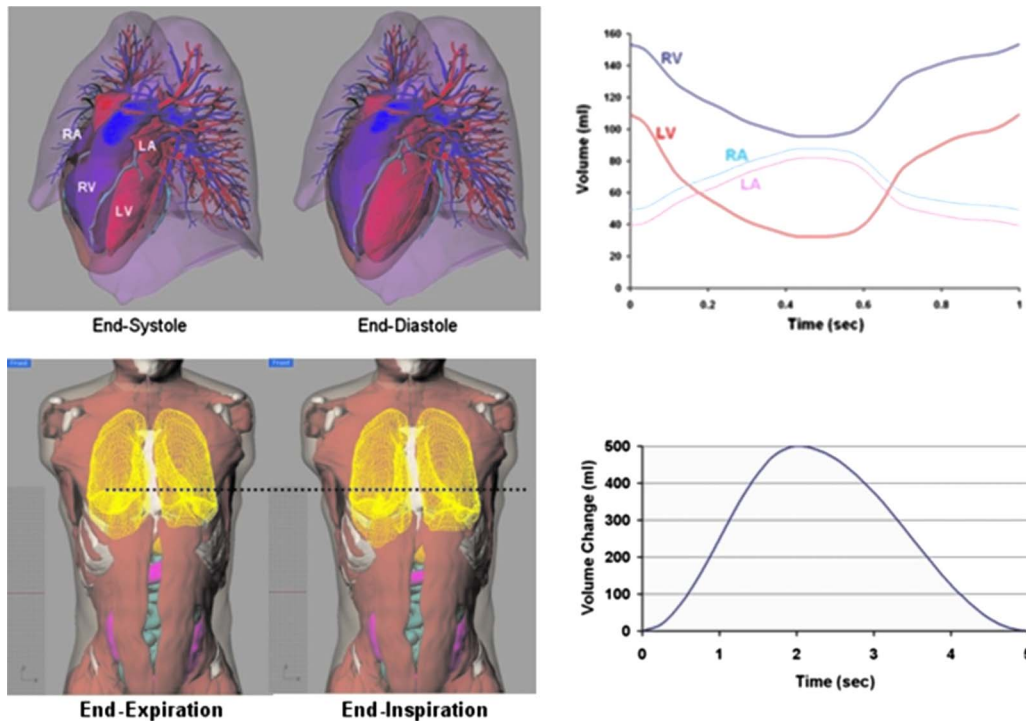 RA
LA
RV
LV
End-Systole
End-Diastole
Volume (ml)
160
140
120
100
80
60
40
20
0
RV
LV
RA
LA
0
0.2
0.4
0.6
0.8
1
Time (sec)
End-Expiration
End-Inspiration
Volume Change (ml)
500
400
300
200
100
0
0
1
2
3
4
5
Time (sec)